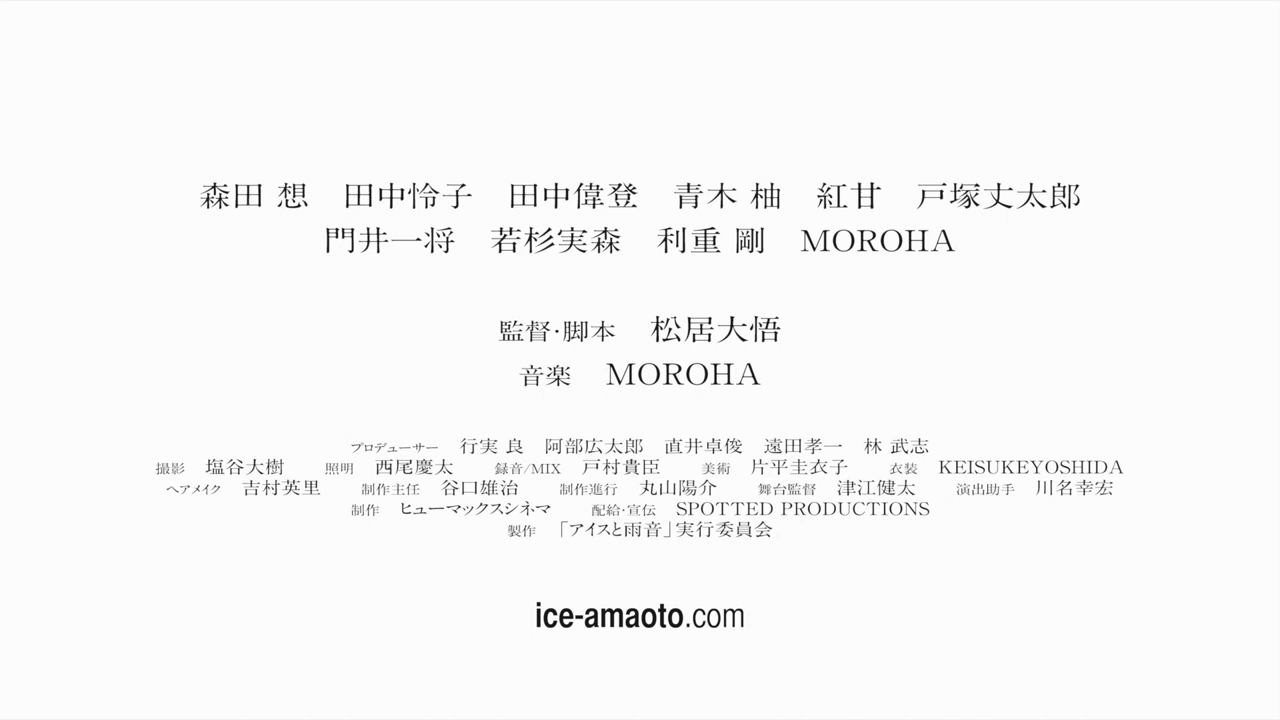 森田 想 田中怜子 田中偉登 青木 柚 紅甘 戸塚丈太郎
門井一将 若杉実森 利重 剛 MOROHA
監督・脚本 松居大悟
音楽 MOROHA
プロデューサー 行実 良 阿部広太郎 直井卓俊 遠田孝一 林 武志
撮影 塩谷大樹 照明 西尾慶太 録音/MIX 戸村貴臣 美術 片平圭衣子 衣装 KEISUKEYOSHIDA
ヘアメイク 吉村英里 制作主任 谷口雄治 制作進行 丸山陽介 舞台監督 津江健太 演出助手 川名幸宏
制作 ヒューマックスシネマ 配給・宣伝 SPOTTED PRODUCTIONS
製作 「アイスと雨音」実行委員会
ice-amaoto.com